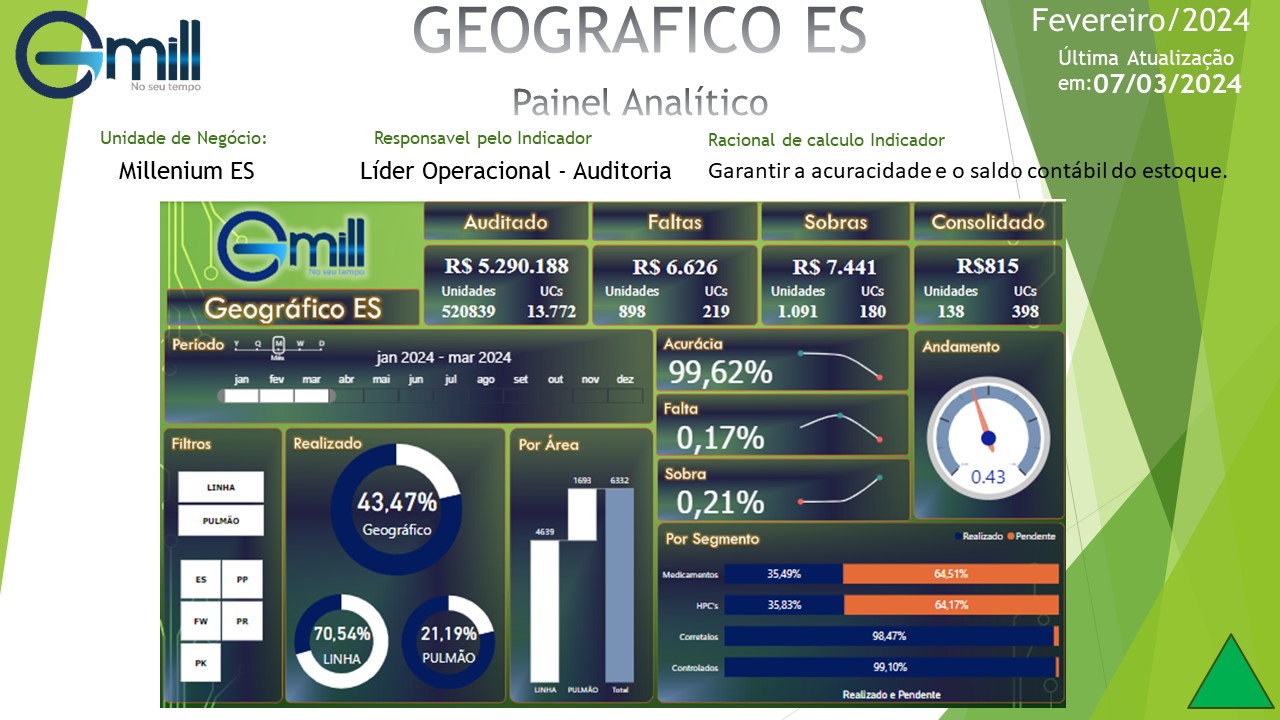 Gmill
No seu tempo
GEOGRAFICO ES
Painel Analítico
Fevereiro/2024
Última Atualização
em:07/03/2024
Unidade de Negócio:
Millenium ES
Responsavel pelo Indicador
Líder Operacional - Auditoria
Racional de calculo Indicador
Garantir a acuracidade e o saldo contábil do estoque.
Gmill
No seu tempo
Geográfico ES
Auditado
R$ 5.290.188
Unidades UCs
520839 13.772
Faltas
R$ 6.626
Unidades UCs
898 219
Sobras
R$ 7.441
Unidades UCs
1.091 180
Consolidado
R$815
Unidades UCs
138 398
Período
Y Q M W D
Mês
jan 2024 - mar 2024
jan fev mar abr mai jun jul ago set out nov dez
Acurácia
99,62%
Falta
0,17%
Sobra
0,21%
Andamento
0.43
Filtros
LINHA
PULMÃO
ES PP
FW PR
PK
Realizado
43,47%
Geográfico
70,54%
LINHA
21,19%
PULMÃO
Por Área
4639 1693 6332
LINHA PULMÃO Total
Por Segmento
Realizado Pendente
Medicamentos 35,49% 64,51%
HPC's 35,83% 64,17%
Correlatos 98,47%
Controlados 99,10%
Realizado e Pendente